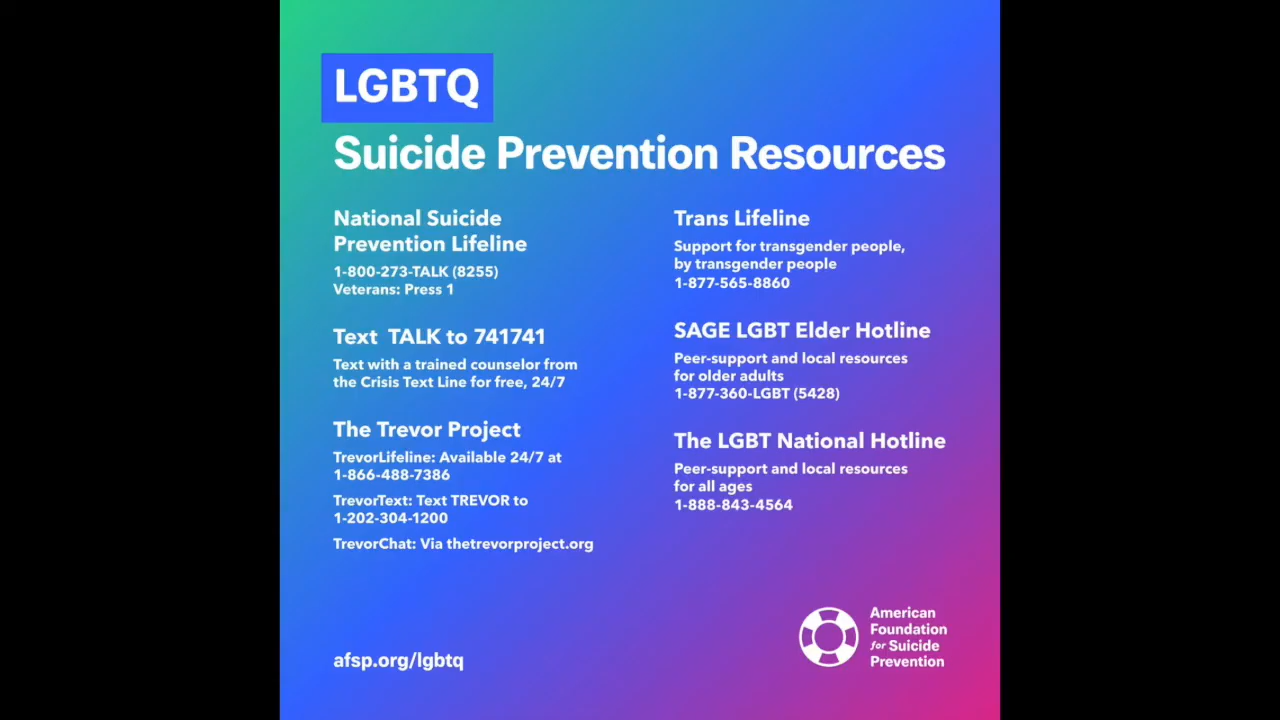 LGBTQ
Suicide Prevention Resources
National Suicide
Prevention Lifeline
1-800-273-TALK (8255)
Veterans: Press 1
Text TALK to 741741
Text with a trained counselor from
the Crisis Text Line for free, 24/7
The Trevor Project
TrevorLifeline: Available 24/7 at
1-866-488-7386
TrevorText: Text TREVOR to
1-202-304-1200
TrevorChat: Via thetrevorproject.org
Trans Lifeline
Support for transgender people,
by transgender people
1-877-565-8860
SAGE LGBT Elder Hotline
Peer-support and local resources
for older adults
1-877-360-LGBT (5428)
The LGBT National Hotline
Peer-support and local resources
for all ages
1-888-843-4564
afsp.org/lgbtq
American
Foundation
for Suicide
Prevention